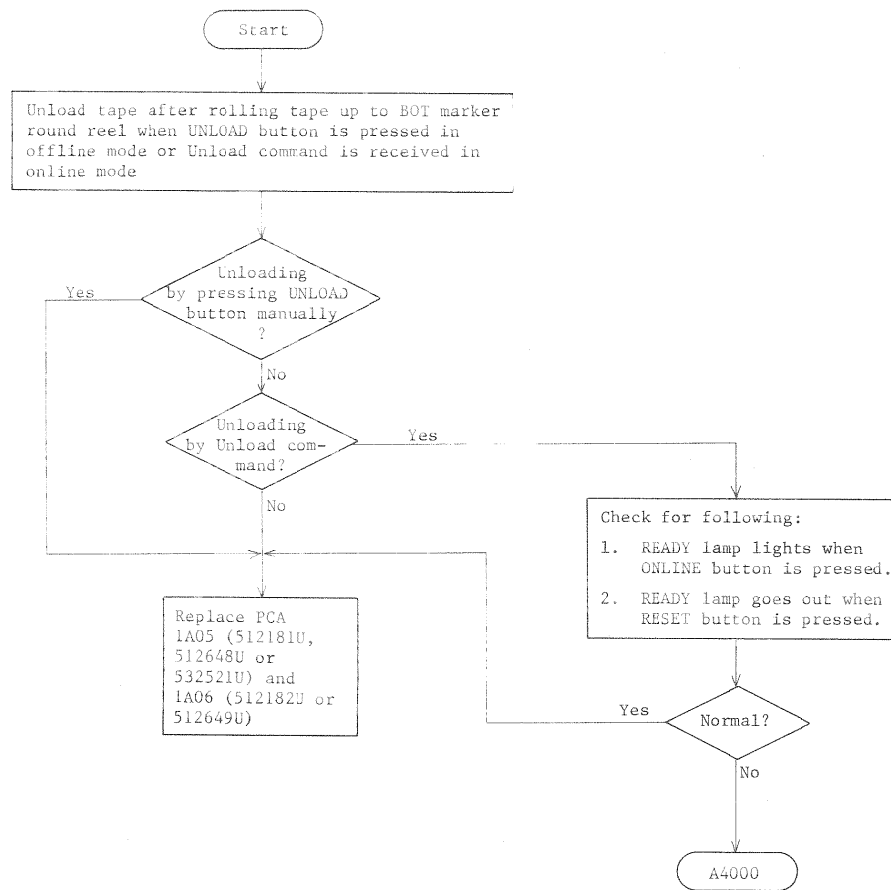 Start
Unload tape after rolling tape up to BOT marker
round reel when UNLOAD button is pressed in
offline mode or Unload command is received in
online mode
Unloading
by pressing UNLOAD
button manually
?
Yes
No
Unloading
by Unload com-
mand?
Yes
No
Check for following:
1. READY lamp lights when
ONLINE button is pressed.
2. READY lamp goes out when
RESET button is pressed.
Replace PCA
1A05 (512181U,
512648U or
532521U) and
1A06 (512182U or
512649U)
Yes
Normal?
No
A4000